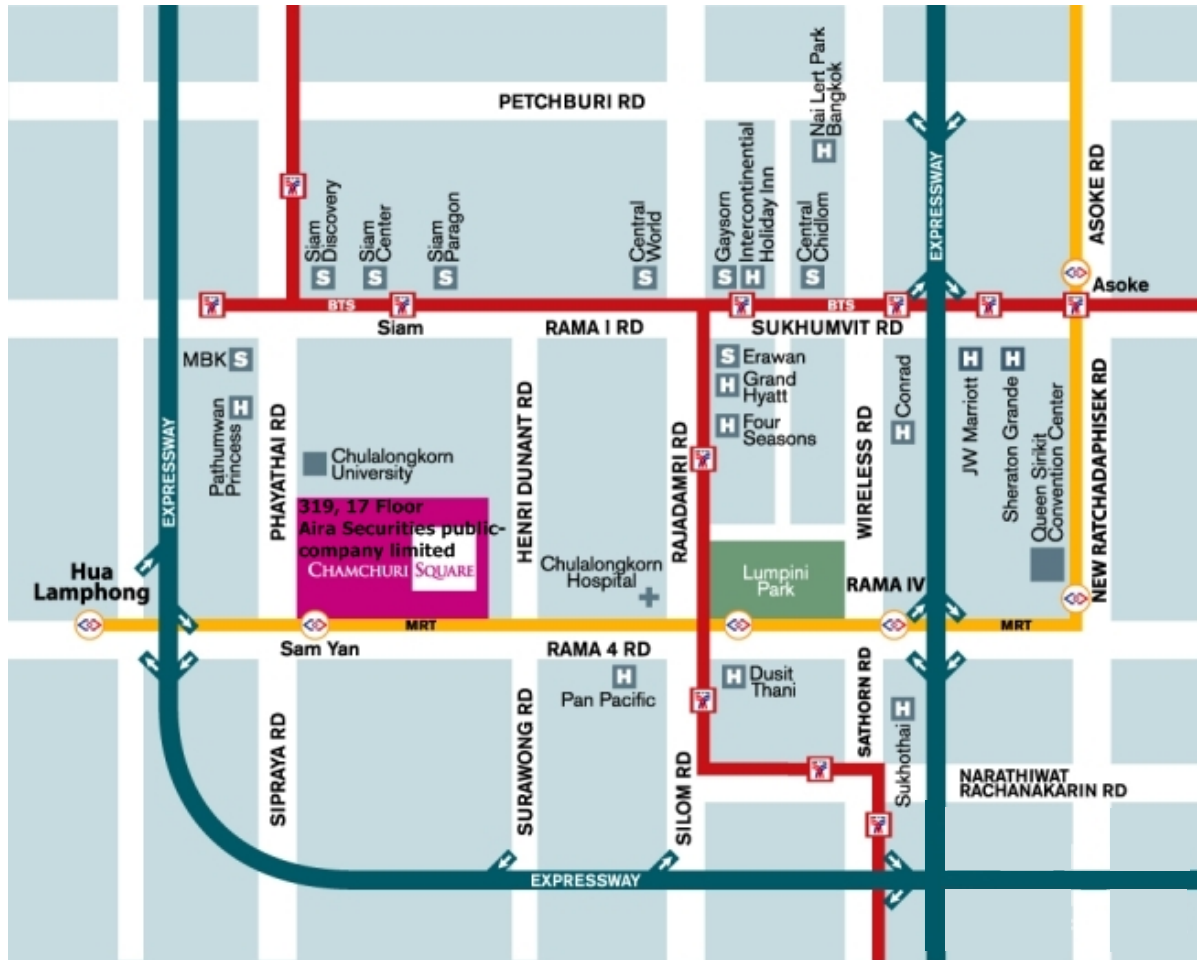 PETCHBURI RD
Nai Lert Park
Bangkok
EXPRESSWAY
ASOKE RD
Siam
Discovery
Siam
Center
Siam
Paragon
Central
World
Gaysorn
Intercontinental
Holiday Inn
Central
Chidlom
H
S
S
S
S
S
H
S
Asoke
BTS
BTS
Siam
RAMA I RD
SUKHUMVIT RD
MBK S
S Erawan
H Grand
Hyatt
H Four
Seasons
Pathumwan
Princess
H
PHAYATHAI RD
HENRI DUNANT RD
RAJADAMRI RD
WIRELESS RD
Conrad
H
JW Marriott
H
Sheraton Grande
H
Queen Sirikit
Convention Center
NEW RATCHADAPHISEK RD
EXPRESSWAY
Chulalongkorn
University
319, 17 Floor
Aira Securities public-
company limited
CHAMCHURI SQUARE
Chulalongkorn
Hospital
Lumpini
Park
RAMA IV
Hua
Lamphong
MRT
MRT
Sam Yan
RAMA 4 RD
H
Pan Pacific
H Dusit
Thani
SATHORN RD
H
Sukhothai
SIPRAYA RD
SURAWONG RD
SILOM RD
NARATHIWAT
RACHANAKARIN RD
EXPRESSWAY